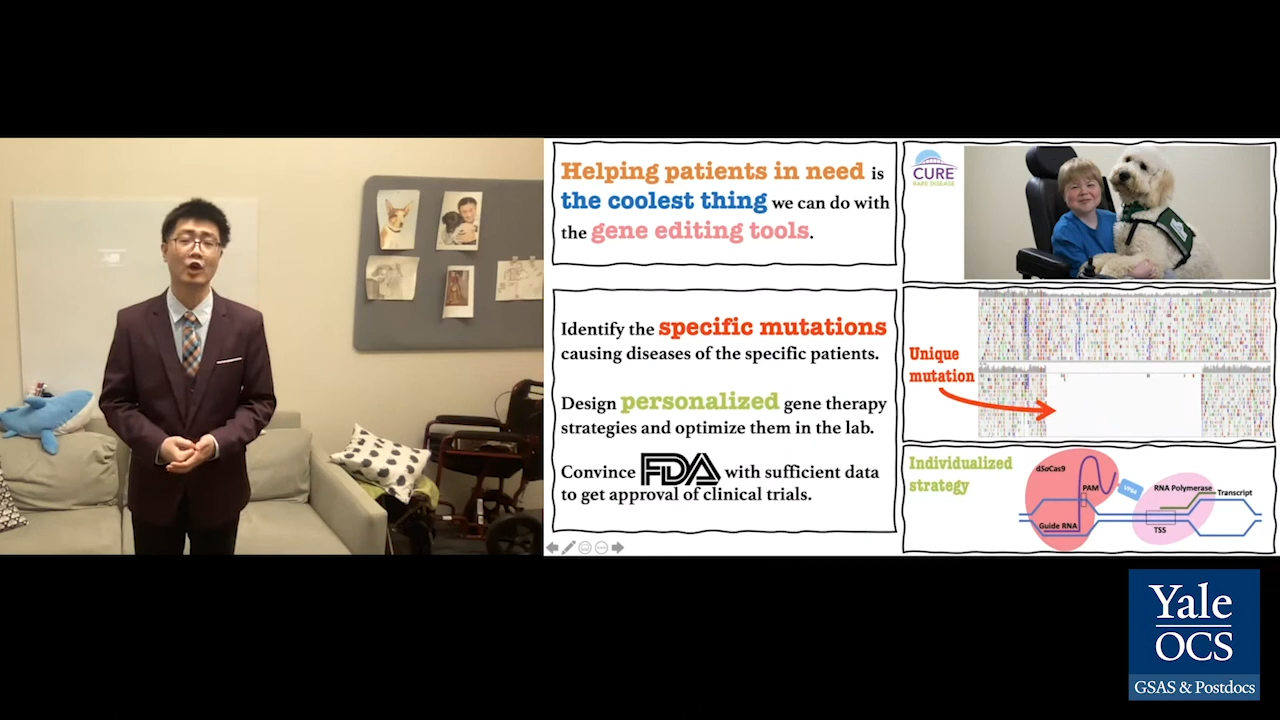 Helping patients in need is
the coolest thing we can do with
the gene editing tools.
Identify the specific mutations
causing diseases of the specific patients.
Design personalized gene therapy
strategies and optimize them in the lab.
Convince FDA with sufficient data
to get approval of clinical trials.
CURE
RARE DISEASE
Unique
mutation
Individualized
strategy
dSaCas9
PAM
VP64
RNA Polymerase
Transcript
Guide RNA
TSS
Yale
OCS
GSAS & Postdocs